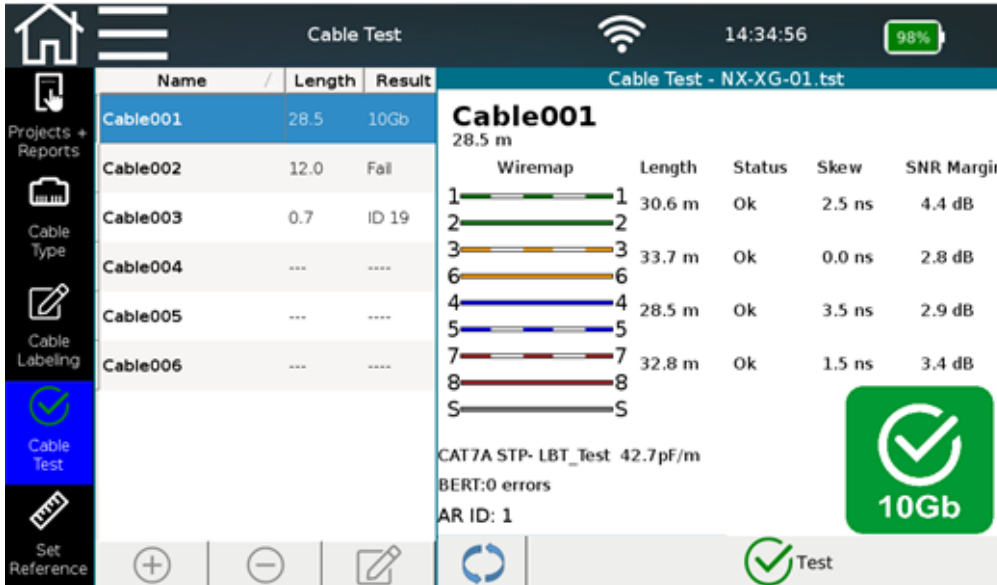 Cable Test 14:34:56 98%
Name / Length Result
Cable001 28.5 10Gb
Cable002 12.0 Fail
Cable003 0.7 ID 19
Cable004 --- ----
Cable005 --- ----
Cable006 --- ----
Projects +
Reports
Cable
Type
Cable
Labeling
Cable
Test
Set
Reference
Cable Test - NX-XG-01.tst
Cable001
28.5 m
Wiremap Length Status Skew SNR Margin
1 1 30.6 m Ok 2.5 ns 4.4 dB
2 2
3 3 33.7 m Ok 0.0 ns 2.8 dB
6 6
4 4 28.5 m Ok 3.5 ns 2.9 dB
5 5
7 7 32.8 m Ok 1.5 ns 3.4 dB
8 8
S S
CAT7A STP- LBT_Test 42.7pF/m
BERT:0 errors
AR ID: 1
10Gb
Test